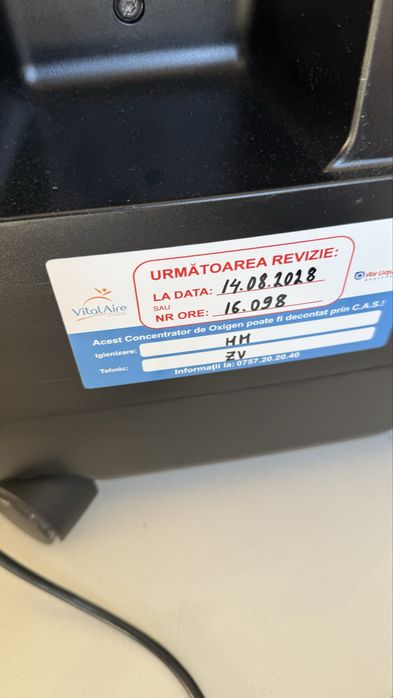 URMĂTOAREA REVIZIE:
LA DATA: 14.08.2028
SAU
NR ORE: 16.098
VitalAire
Air Liqu
Acest Concentrator de Oxigen poate fi decontat prin C.A.S.!
Igienizare: HM
Tehnic: ZV
Informații la: 0757.20.20.40